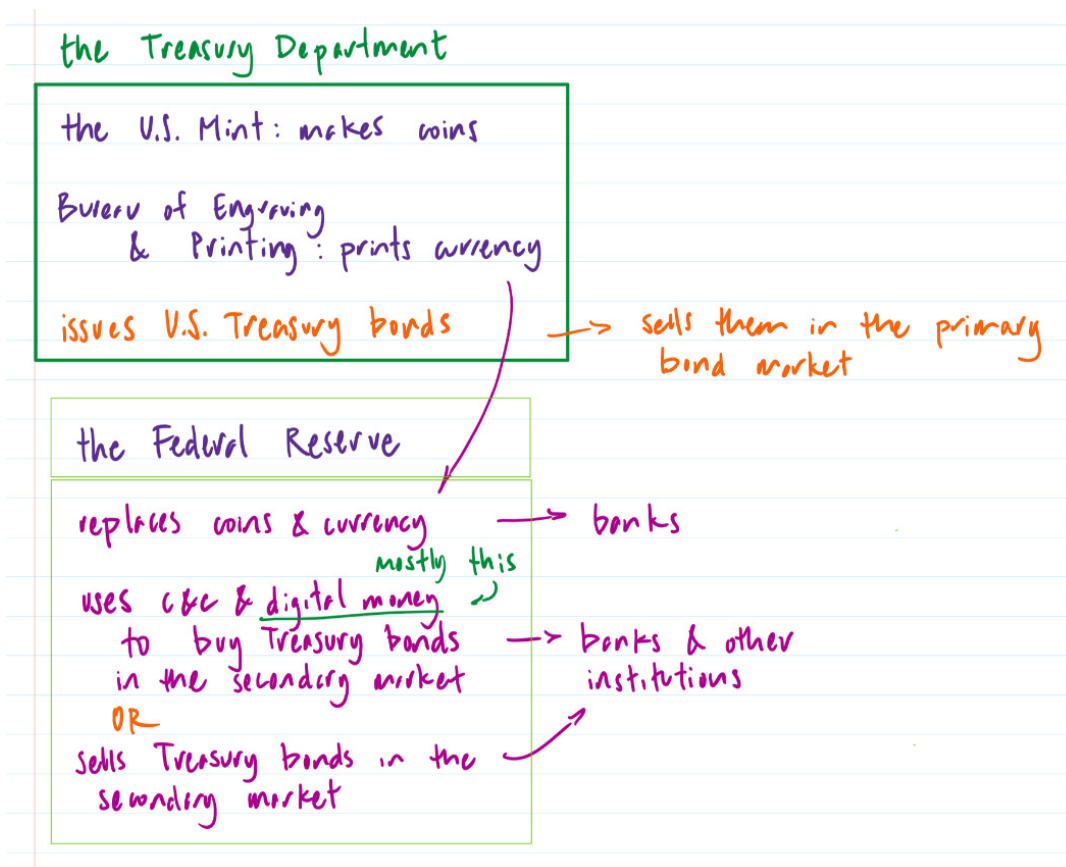 the Treasury Department
the U.S. Mint: makes coins
Bureau of Engraving
& Printing: prints currency
issues U.S. Treasury bonds → sells them in the primary
bond market
the Federal Reserve
replaces coins & currency → banks
mostly this
uses c&c & digital money
to buy Treasury bonds → banks & other
in the secondary market institutions
OR
sells Treasury bonds in the
secondary market